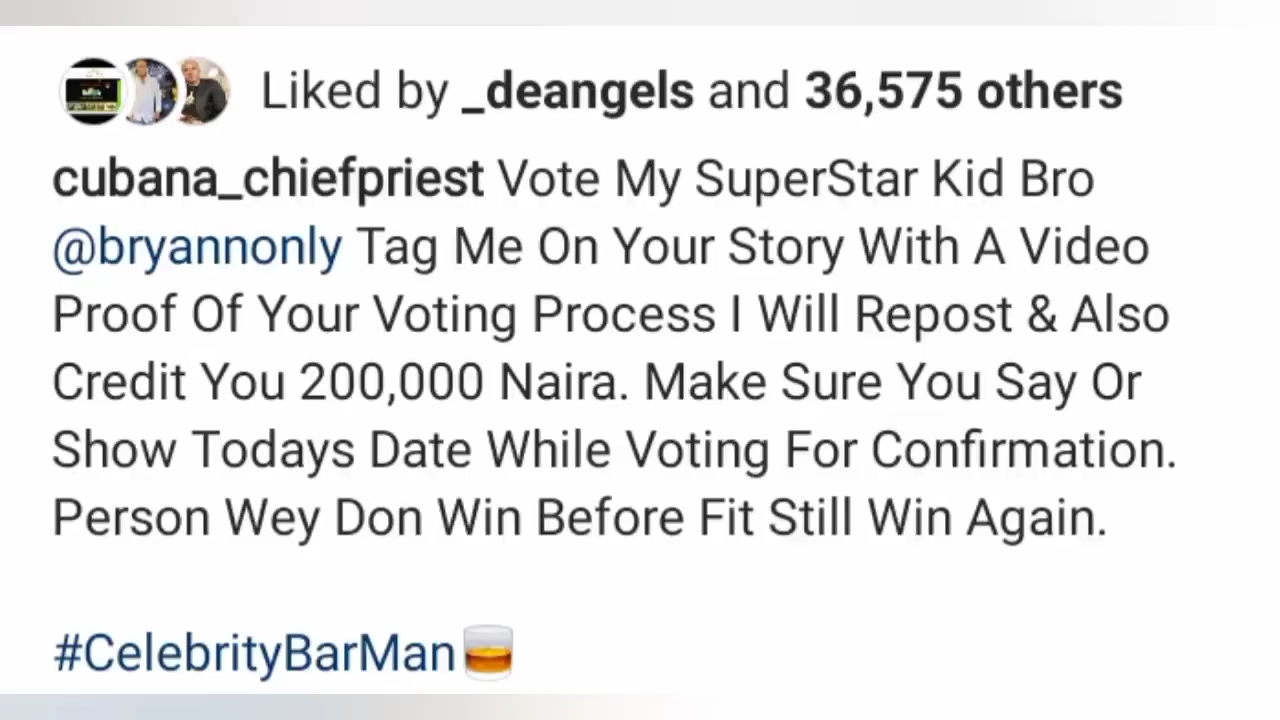 Liked by _deangels and 36,575 others
cubana_chiefpriest Vote My SuperStar Kid Bro
@bryannonly Tag Me On Your Story With A Video
Proof Of Your Voting Process I Will Repost & Also
Credit You 200,000 Naira. Make Sure You Say Or
Show Todays Date While Voting For Confirmation.
Person Wey Don Win Before Fit Still Win Again.
#CelebrityBarMan🥃